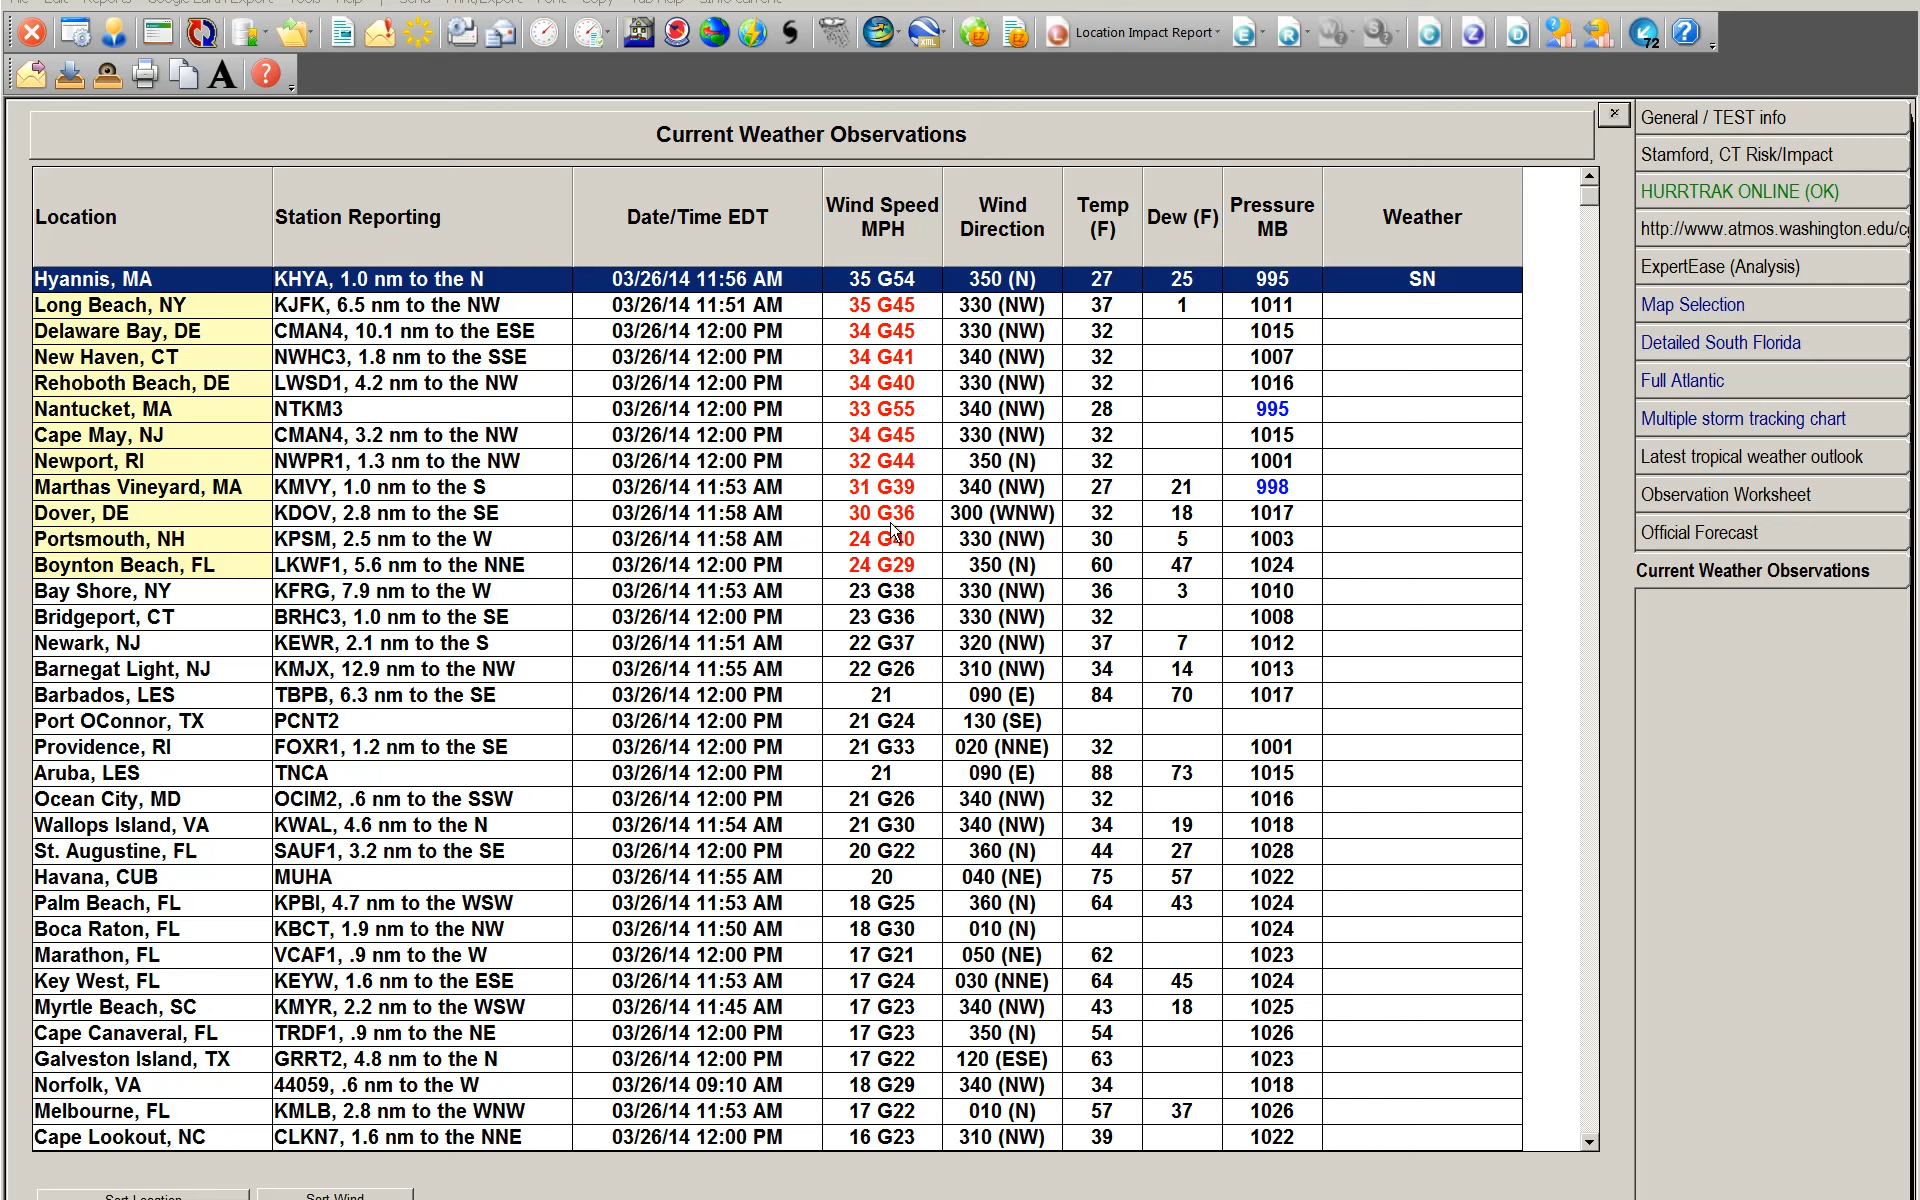 Location Impact Report
72
Current Weather Observations
Location Station Reporting Date/Time EDT Wind Speed MPH Wind Direction Temp (F) Dew (F) Pressure MB Weather
Hyannis, MA KHYA, 1.0 nm to the N 03/26/14 11:56 AM 35 G54 350 (N) 27 25 995 SN
Long Beach, NY KJFK, 6.5 nm to the NW 03/26/14 11:51 AM 35 G45 330 (NW) 37 1 1011
Delaware Bay, DE CMAN4, 10.1 nm to the ESE 03/26/14 12:00 PM 34 G45 330 (NW) 32 1015
New Haven, CT NWHC3, 1.8 nm to the SSE 03/26/14 12:00 PM 34 G41 340 (NW) 32 1007
Rehoboth Beach, DE LWSD1, 4.2 nm to the NW 03/26/14 12:00 PM 34 G40 330 (NW) 32 1016
Nantucket, MA NTKM3 03/26/14 12:00 PM 33 G55 340 (NW) 28 995
Cape May, NJ CMAN4, 3.2 nm to the NW 03/26/14 12:00 PM 34 G45 330 (NW) 32 1015
Newport, RI NWPR1, 1.3 nm to the NW 03/26/14 12:00 PM 32 G44 350 (N) 32 1001
Marthas Vineyard, MA KMVY, 1.0 nm to the S 03/26/14 11:53 AM 31 G39 340 (NW) 27 21 998
Dover, DE KDOV, 2.8 nm to the SE 03/26/14 11:58 AM 30 G36 300 (WNW) 32 18 1017
Portsmouth, NH KPSM, 2.5 nm to the W 03/26/14 11:58 AM 24 G40 330 (NW) 30 5 1003
Boynton Beach, FL LKWF1, 5.6 nm to the NNE 03/26/14 12:00 PM 24 G29 350 (N) 60 47 1024
Bay Shore, NY KFRG, 7.9 nm to the W 03/26/14 11:53 AM 23 G38 330 (NW) 36 3 1010
Bridgeport, CT BRHC3, 1.0 nm to the SE 03/26/14 12:00 PM 23 G36 330 (NW) 32 1008
Newark, NJ KEWR, 2.1 nm to the S 03/26/14 11:51 AM 22 G37 320 (NW) 37 7 1012
Barnegat Light, NJ KMJX, 12.9 nm to the NW 03/26/14 11:55 AM 22 G26 310 (NW) 34 14 1013
Barbados, LES TBPB, 6.3 nm to the SE 03/26/14 12:00 PM 21 090 (E) 84 70 1017
Port OConnor, TX PCNT2 03/26/14 12:00 PM 21 G24 130 (SE)
Providence, RI FOXR1, 1.2 nm to the SE 03/26/14 12:00 PM 21 G33 020 (NNE) 32 1001
Aruba, LES TNCA 03/26/14 12:00 PM 21 090 (E) 88 73 1015
Ocean City, MD OCIM2, .6 nm to the SSW 03/26/14 12:00 PM 21 G26 340 (NW) 32 1016
Wallops Island, VA KWAL, 4.6 nm to the N 03/26/14 11:54 AM 21 G30 340 (NW) 34 19 1018
St. Augustine, FL SAUF1, 3.2 nm to the SE 03/26/14 12:00 PM 20 G22 360 (N) 44 27 1028
Havana, CUB MUHA 03/26/14 11:55 AM 20 040 (NE) 75 57 1022
Palm Beach, FL KPBI, 4.7 nm to the WSW 03/26/14 11:53 AM 18 G25 360 (N) 64 43 1024
Boca Raton, FL KBCT, 1.9 nm to the NW 03/26/14 11:50 AM 18 G30 010 (N) 1024
Marathon, FL VCAF1, .9 nm to the W 03/26/14 12:00 PM 17 G21 050 (NE) 62 1023
Key West, FL KEYW, 1.6 nm to the ESE 03/26/14 11:53 AM 17 G24 030 (NNE) 64 45 1024
Myrtle Beach, SC KMYR, 2.2 nm to the WSW 03/26/14 11:45 AM 17 G23 340 (NW) 43 18 1025
Cape Canaveral, FL TRDF1, .9 nm to the NE 03/26/14 12:00 PM 17 G23 350 (N) 54 1026
Galveston Island, TX GRRT2, 4.8 nm to the N 03/26/14 12:00 PM 17 G22 120 (ESE) 63 1023
Norfolk, VA 44059, .6 nm to the W 03/26/14 09:10 AM 18 G29 340 (NW) 34 1018
Melbourne, FL KMLB, 2.8 nm to the WNW 03/26/14 11:53 AM 17 G22 010 (N) 57 37 1026
Cape Lookout, NC CLKN7, 1.6 nm to the NNE 03/26/14 12:00 PM 16 G23 310 (NW) 39 1022
Sort Location Sort Wind
General / TEST info
Stamford, CT Risk/Impact
HURRTRAK ONLINE (OK)
http://www.atmos.washington.edu/c
ExpertEase (Analysis)
Map Selection
Detailed South Florida
Full Atlantic
Multiple storm tracking chart
Latest tropical weather outlook
Observation Worksheet
Official Forecast
Current Weather Observations